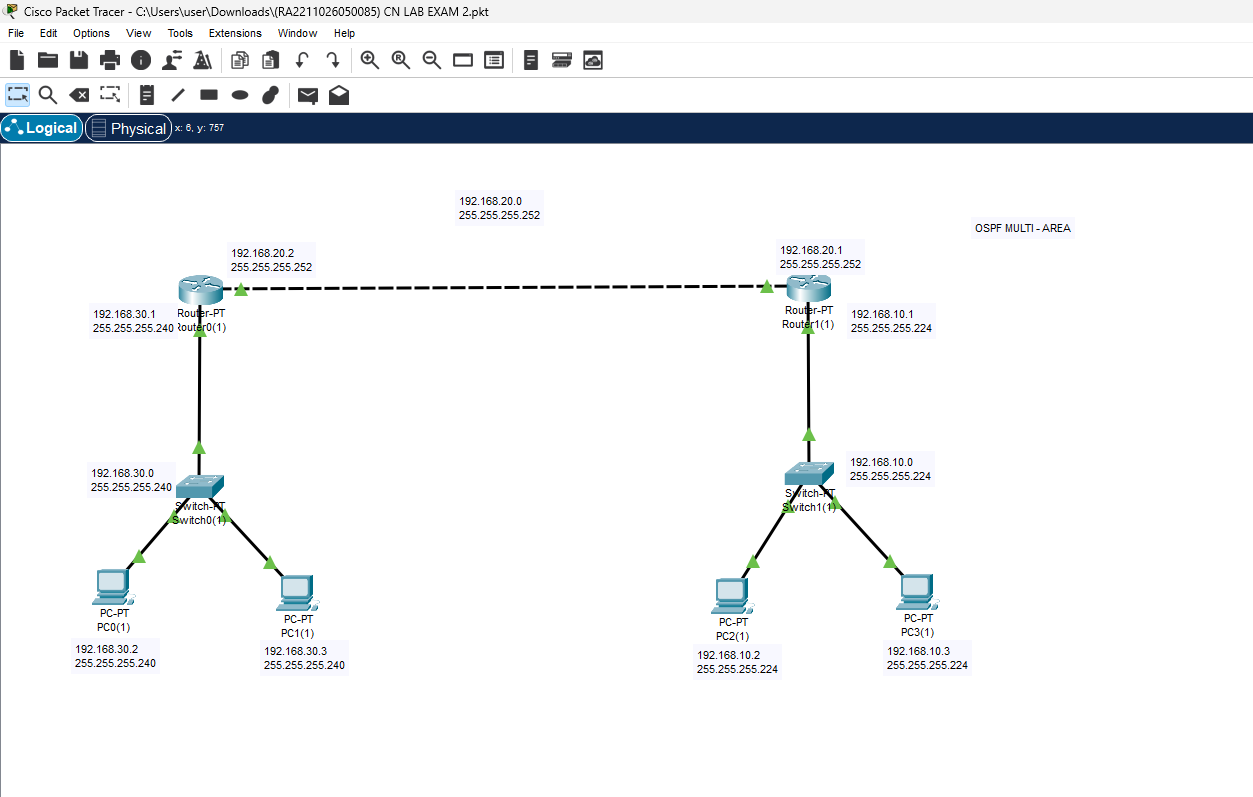 Cisco Packet Tracer - C:\Users\user\Downloads\(RA2211026050085) CN LAB EXAM 2.pkt
File Edit Options View Tools Extensions Window Help
Logical Physical x: 6, y: 757
192.168.20.0
255.255.255.252
OSPF MULTI - AREA
192.168.20.2
255.255.255.252
192.168.20.1
255.255.255.252
192.168.30.1
255.255.255.240
Router-PT
Router0(1)
Router-PT
Router1(1)
192.168.10.1
255.255.255.224
192.168.30.0
255.255.255.240
Switch-PT
Switch0(1)
Switch-PT
Switch1(1)
192.168.10.0
255.255.255.224
PC-PT
PC0(1)
192.168.30.2
255.255.255.240
PC-PT
PC1(1)
192.168.30.3
255.255.255.240
PC-PT
PC2(1)
192.168.10.2
255.255.255.224
PC-PT
PC3(1)
192.168.10.3
255.255.255.224